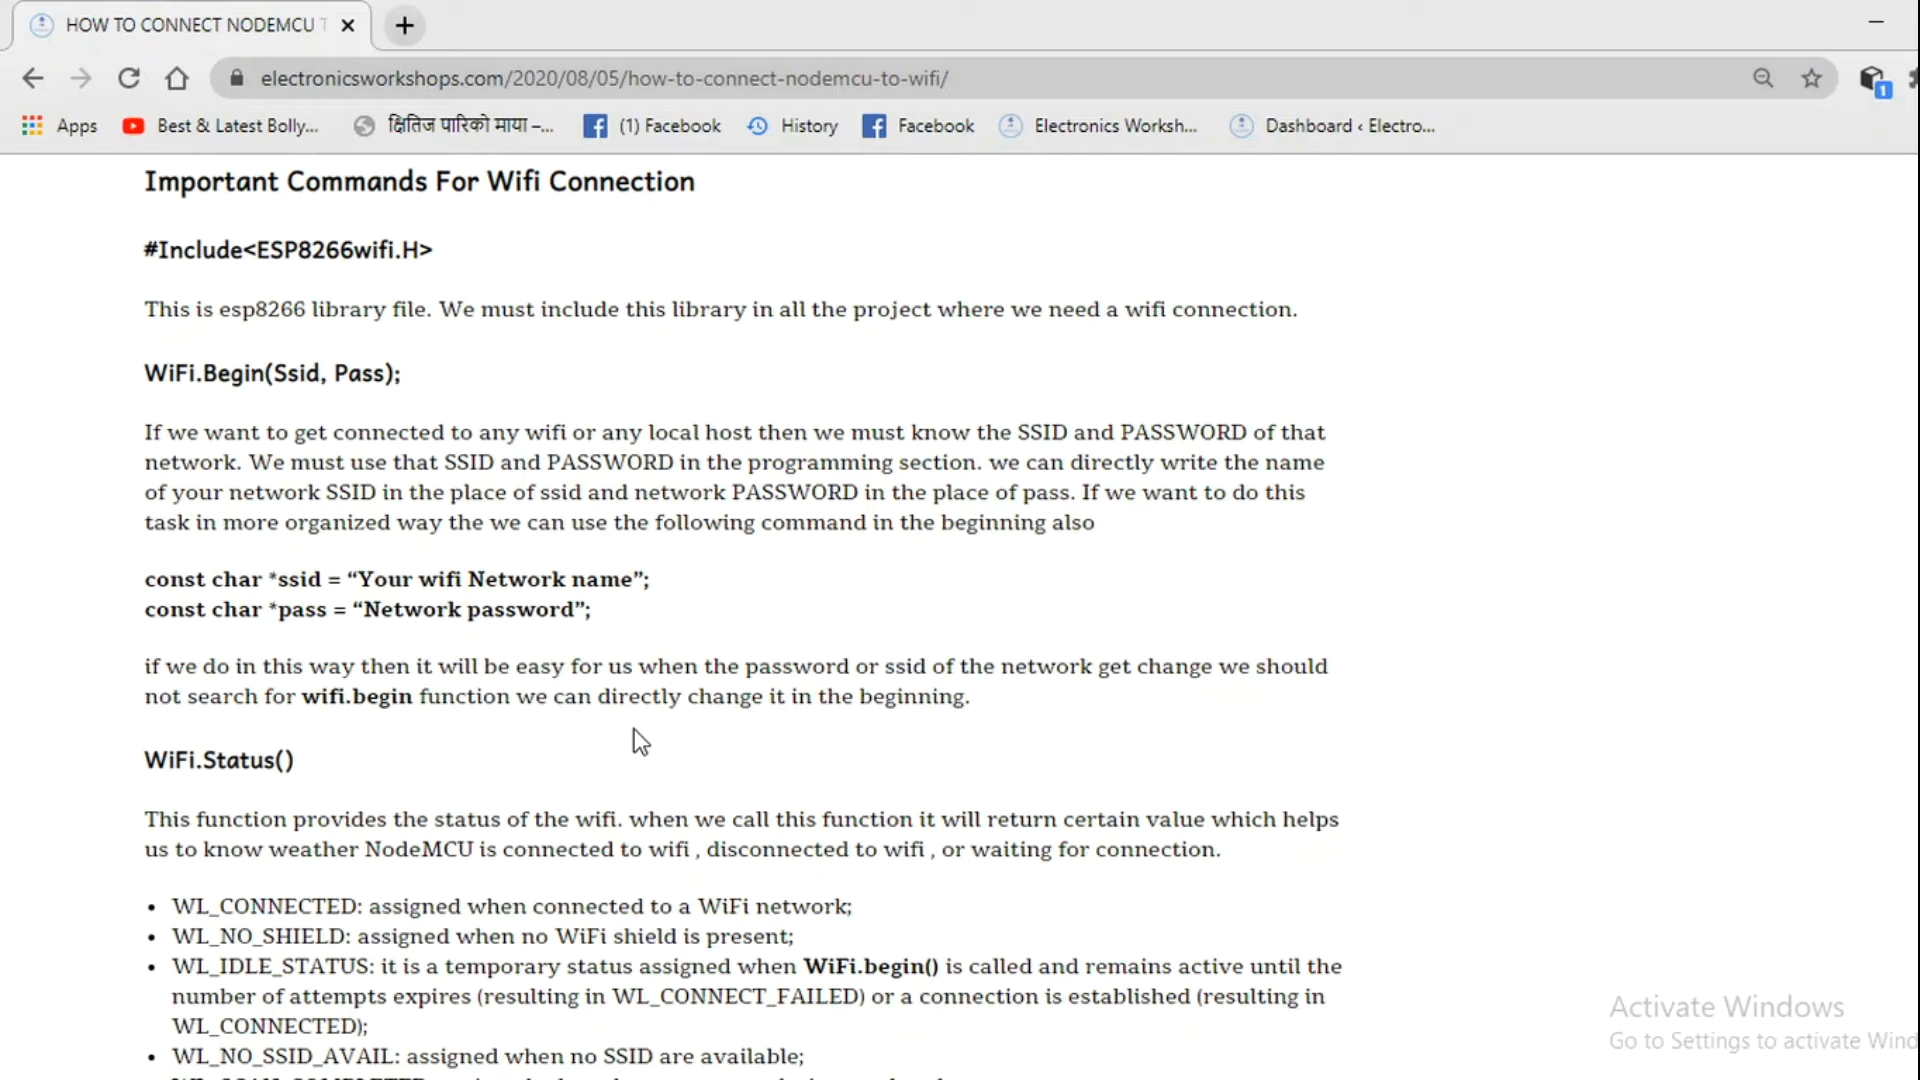 HOW TO CONNECT NODEMCU T
electronicsworkshops.com/2020/08/05/how-to-connect-nodemcu-to-wifi/
1
Apps Best & Latest Bolly... क्षितिज पारिको माया –... (1) Facebook History Facebook Electronics Worksh... Dashboard ‹ Electro...
Important Commands For Wifi Connection
#Include<ESP8266wifi.H>
This is esp8266 library file. We must include this library in all the project where we need a wifi connection.
WiFi.Begin(Ssid, Pass);
If we want to get connected to any wifi or any local host then we must know the SSID and PASSWORD of that
network. We must use that SSID and PASSWORD in the programming section. we can directly write the name
of your network SSID in the place of ssid and network PASSWORD in the place of pass. If we want to do this
task in more organized way the we can use the following command in the beginning also
const char *ssid = “Your wifi Network name”;
const char *pass = “Network password”;
if we do in this way then it will be easy for us when the password or ssid of the network get change we should
not search for wifi.begin function we can directly change it in the beginning.
WiFi.Status()
This function provides the status of the wifi. when we call this function it will return certain value which helps
us to know weather NodeMCU is connected to wifi , disconnected to wifi , or waiting for connection.
• WL_CONNECTED: assigned when connected to a WiFi network;
• WL_NO_SHIELD: assigned when no WiFi shield is present;
• WL_IDLE_STATUS: it is a temporary status assigned when WiFi.begin() is called and remains active until the
number of attempts expires (resulting in WL_CONNECT_FAILED) or a connection is established (resulting in
WL_CONNECTED);
• WL_NO_SSID_AVAIL: assigned when no SSID are available;
Activate Windows
Go to Settings to activate Wind